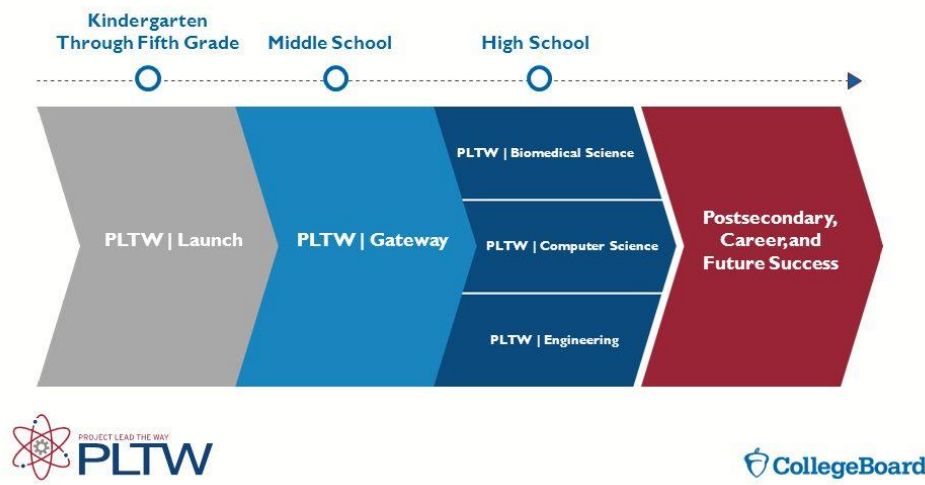 Kindergarten
Through Fifth Grade
Middle School
High School
PLTW | Launch
PLTW | Gateway
PLTW | Biomedical Science
PLTW | Computer Science
PLTW | Engineering
Postsecondary,
Career,and
Future Success
PROJECT LEAD THE WAY
PLTW
CollegeBoard